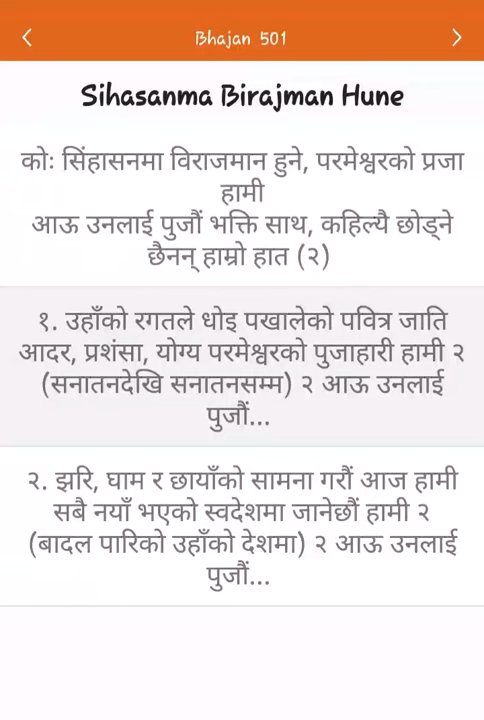 Bhajan 501
Sihasanma Birajman Hune
कोः सिंहासनमा विराजमान हुने, परमेश्वरको प्रजा
हामी
आऊ उनलाई पुजौं भक्ति साथ, कहिल्यै छोड्ने
छैनन् हाम्रो हात (२)
१. उहाँको रगतले धोइ पखालेको पवित्र जाति
आदर, प्रशंसा, योग्य परमेश्वरको पुजाहारी हामी २
(सनातनदेखि सनातनसम्म) २ आऊ उनलाई
पुजौं...
२. झरि, घाम र छायाँको सामना गरौं आज हामी
सबै नयाँ भएको स्वदेशमा जानेछौं हामी २
(बादल पारिको उहाँको देशमा) २ आऊ उनलाई
पुजौं...